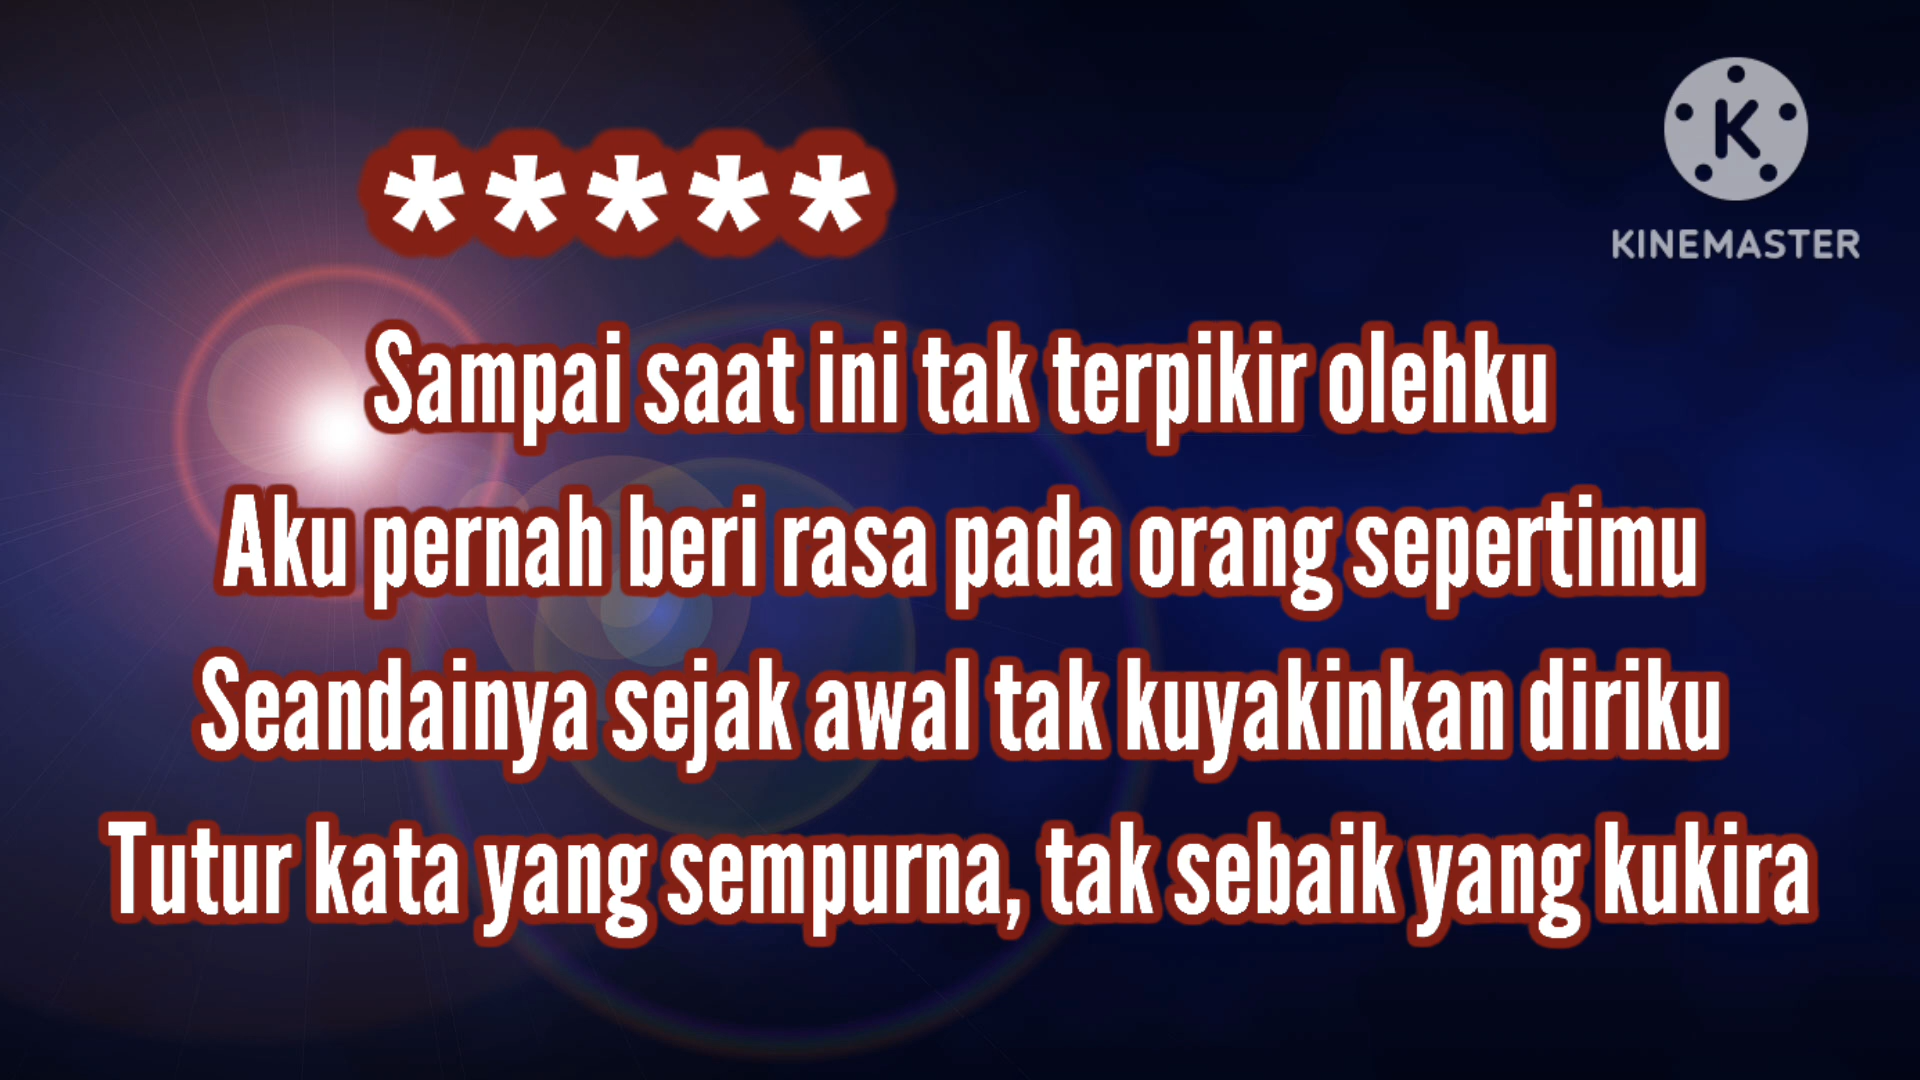 *****
K
KINEMASTER
Sampai saat ini tak terpikir olehku
Aku pernah beri rasa pada orang sepertimu
Seandainya sejak awal tak kuyakinkan diriku
Tutur kata yang sempurna, tak sebaik yang kukira